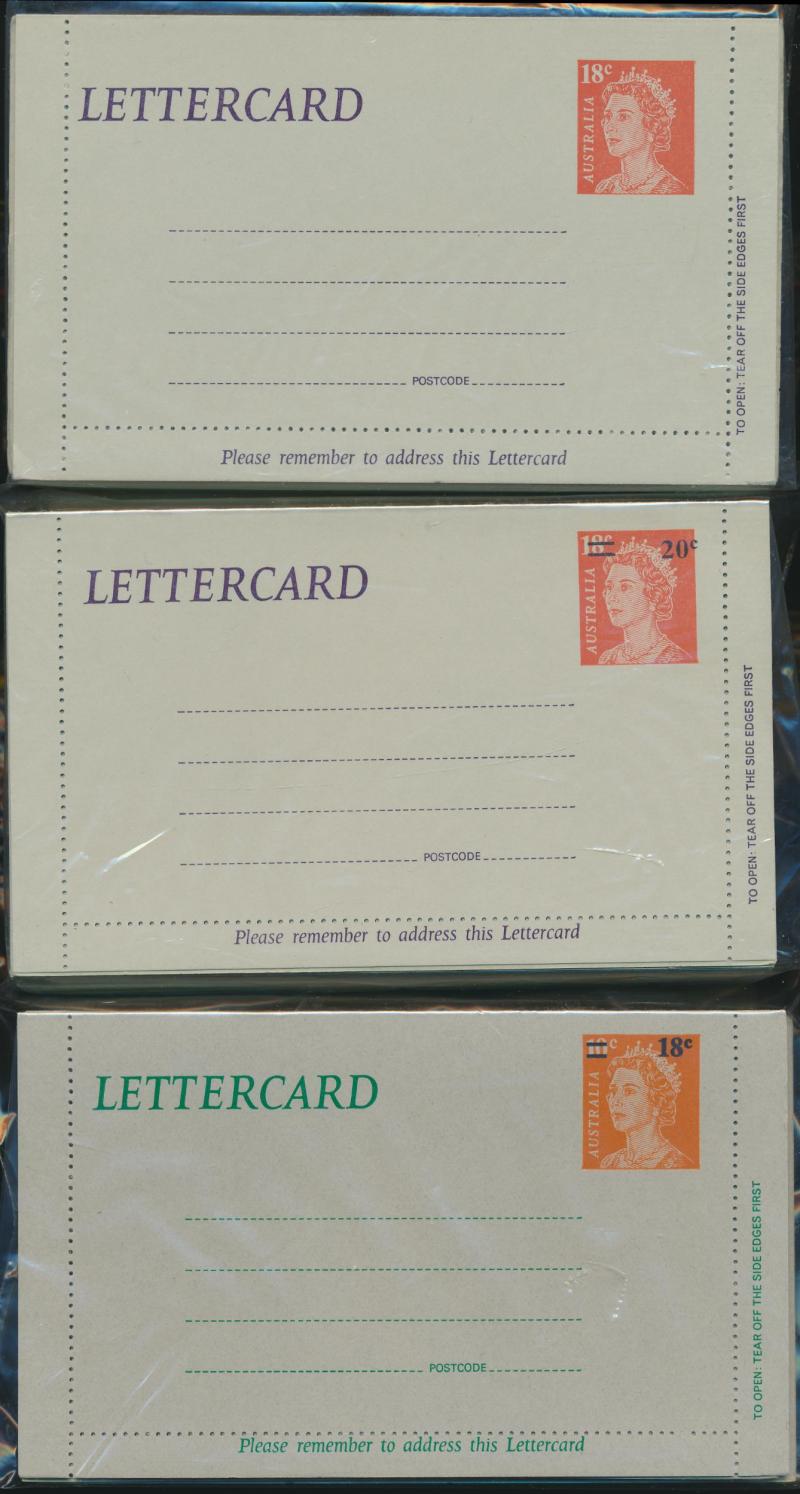 LETTERCARD
18c
AUSTRALIA
POSTCODE
TO OPEN: TEAR OFF THE SIDE EDGES FIRST
Please remember to address this Lettercard
LETTERCARD
18c 20c
AUSTRALIA
POSTCODE
TO OPEN: TEAR OFF THE SIDE EDGES FIRST
Please remember to address this Lettercard
LETTERCARD
18c
AUSTRALIA
POSTCODE
TO OPEN: TEAR OFF THE SIDE EDGES FIRST
Please remember to address this Lettercard